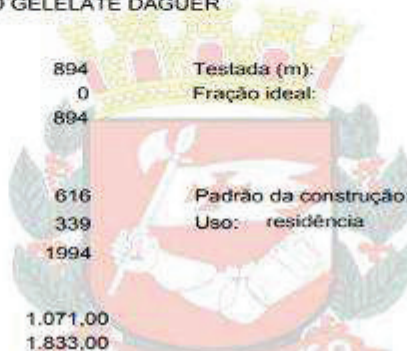 GELELATE DAGUER
894 Testada (m):
0 Fração ideal:
894
616 Padrão da construção
339 Uso: residência
1994
1.071,00
1.833,00